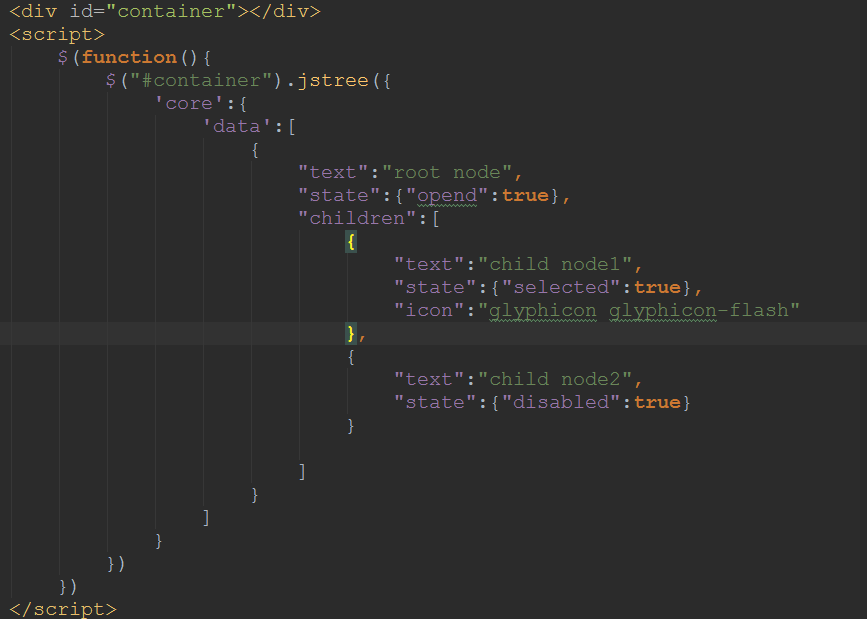 <div id="container"></div>
<script>
    $(function(){
        $("#container").jstree({
            'core':{
                'data':[
                    {
                        "text":"root node",
                        "state":{"opend":true},
                        "children":[
                            {
                                "text":"child node1",
                                "state":{"selected":true},
                                "icon":"glyphicon glyphicon-flash"
                            },
                            {
                                "text":"child node2",
                                "state":{"disabled":true}
                            }
                        ]
                    }
                ]
            }
        })
    })
</script>